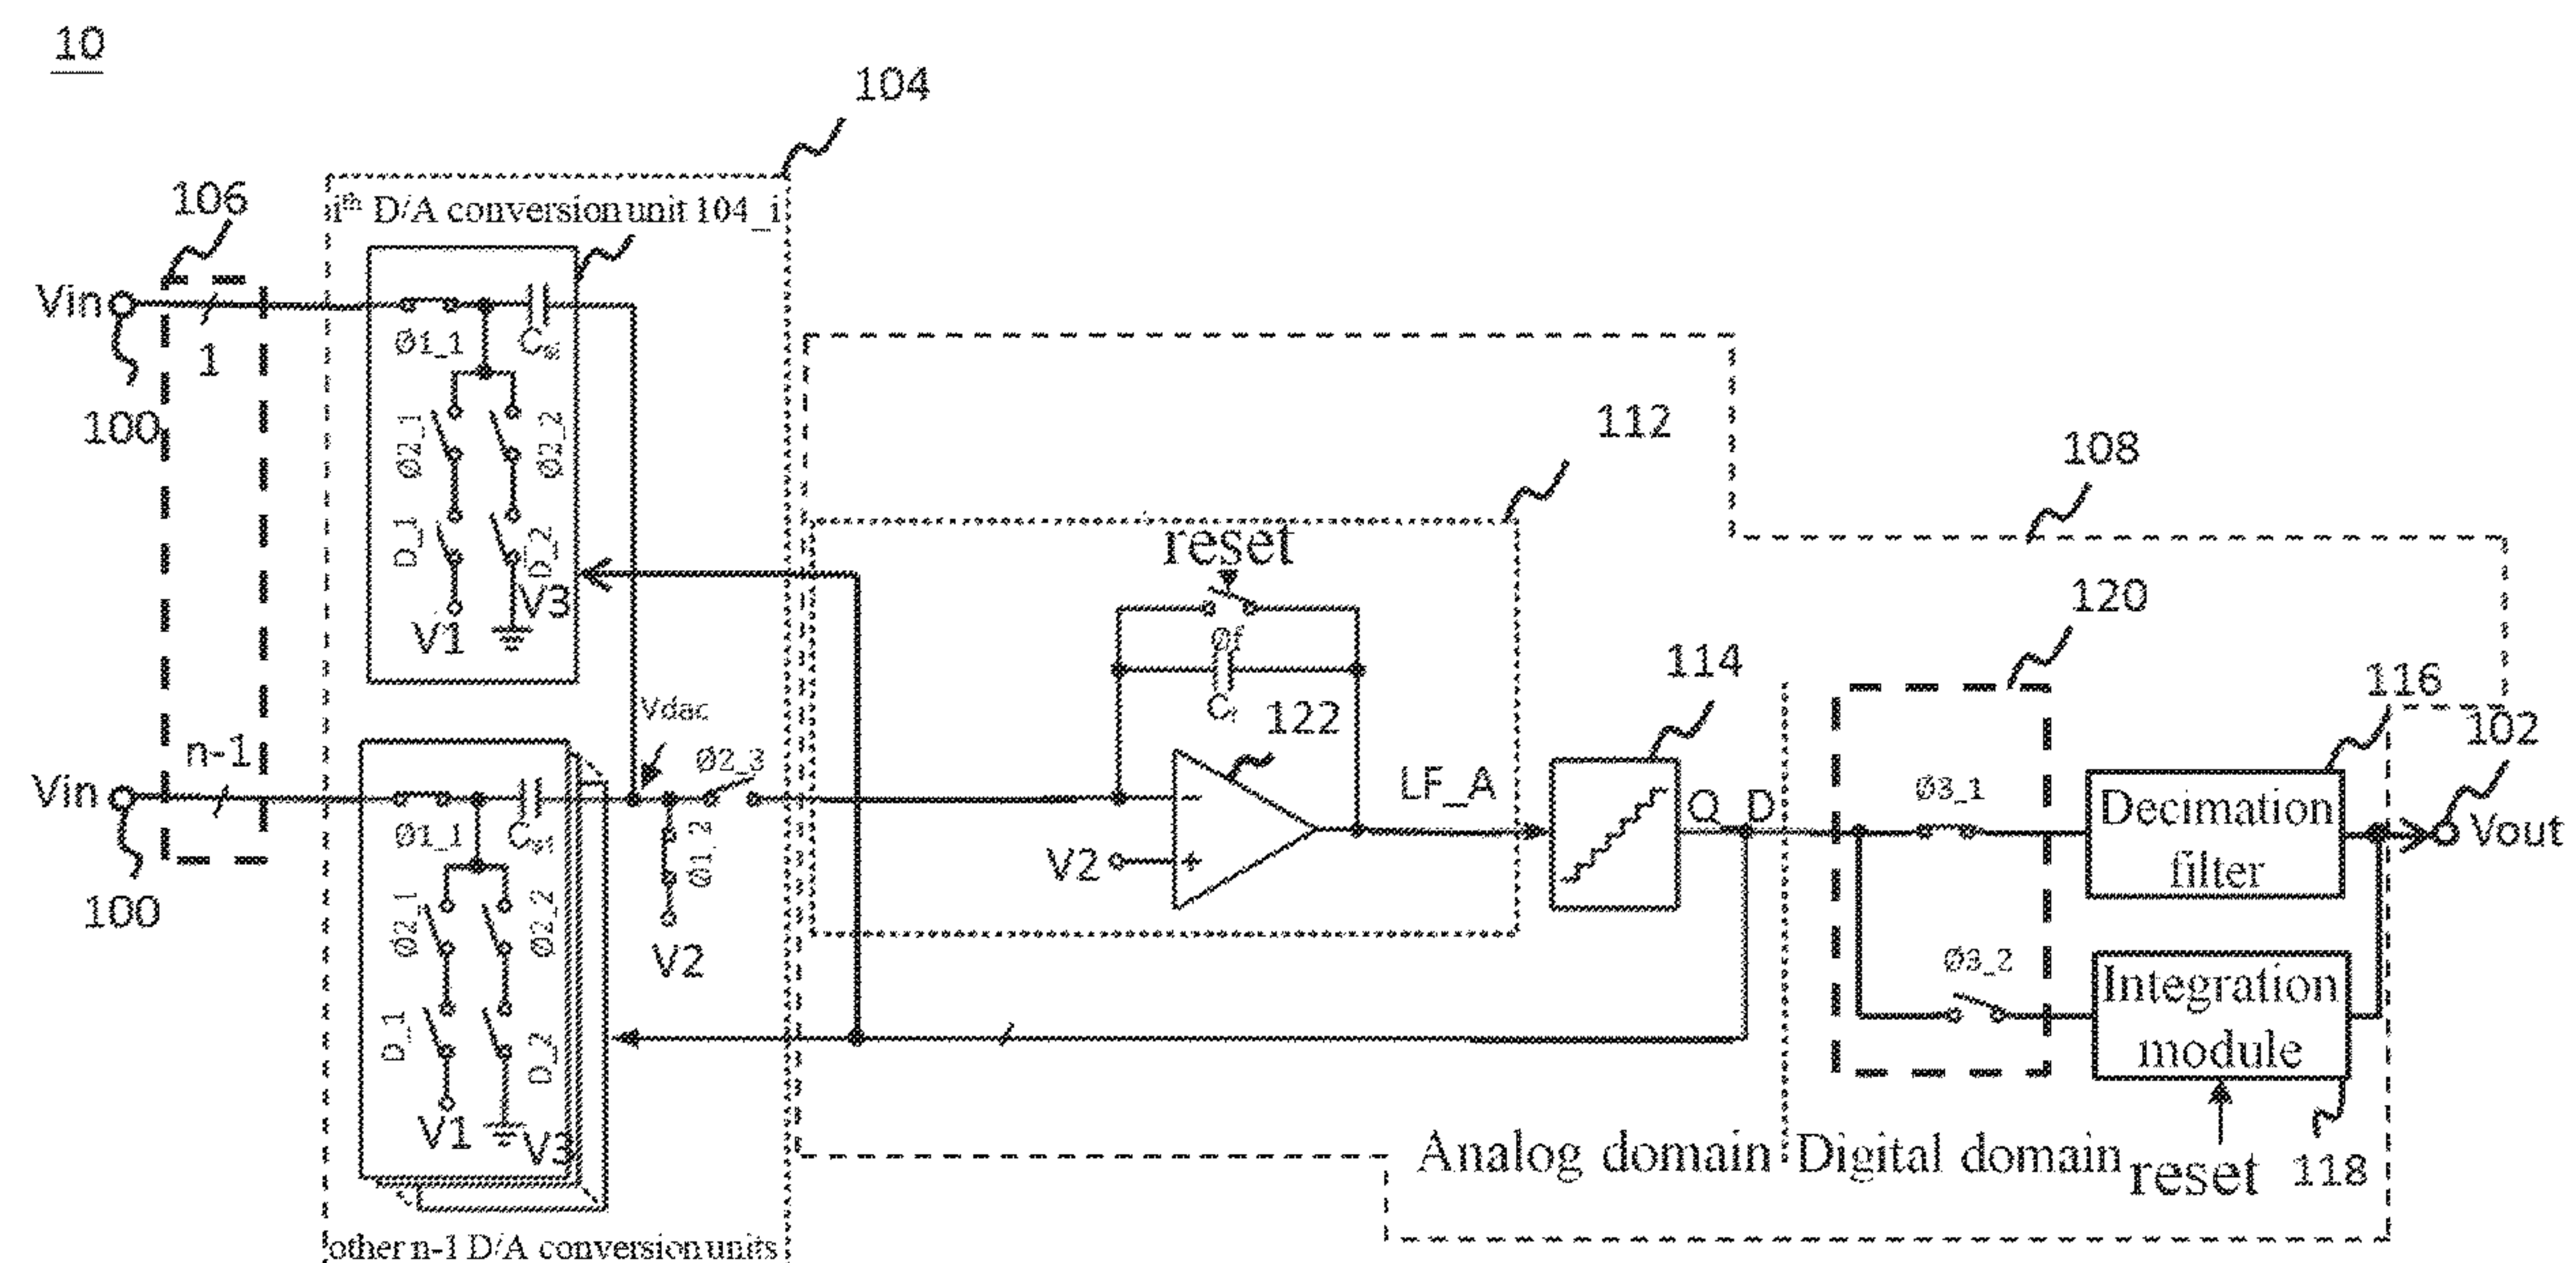 10
104
106
i^th D/A conversion unit 104_i
Vin
1
Ø1_1
100
Ø2_1
Ø2_2
D_1
D_2
V1
V3
112
108
reset
Øf
120
114
116
102
Vdac
122
n-1
Ø2_3
Vin
Ø1_1
Ø1_2
V2
V2
LF_A
Q_D
Ø3_1
Decimation
filter
Vout
100
Ø2_1
Ø2_2
D_1
D_2
V1
V3
Ø3_2
Integration
module
Analog domain
Digital domain
reset
118
other n-1 D/A conversion units